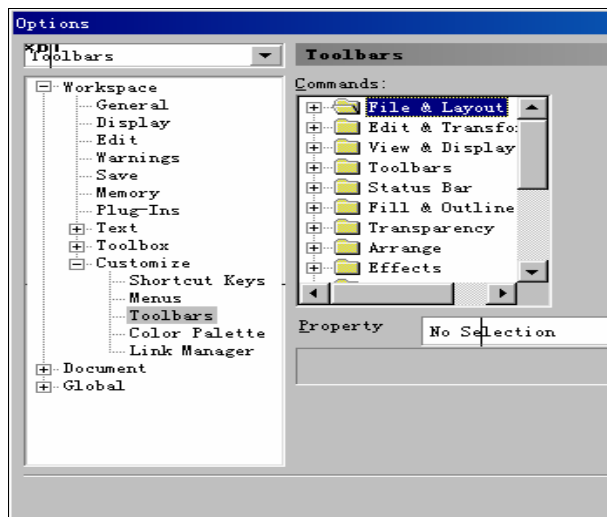 Options
Toolbars
Workspace
General
Display
Edit
Warnings
Save
Memory
Plug-Ins
Text
Toolbox
Customize
Shortcut Keys
Menus
Toolbars
Color Palette
Link Manager
Document
Global
Toolbars
Commands:
File & Layout
Edit & Transfo
View & Display
Toolbars
Status Bar
Fill & Outline
Transparency
Arrange
Effects
Property
No Selection